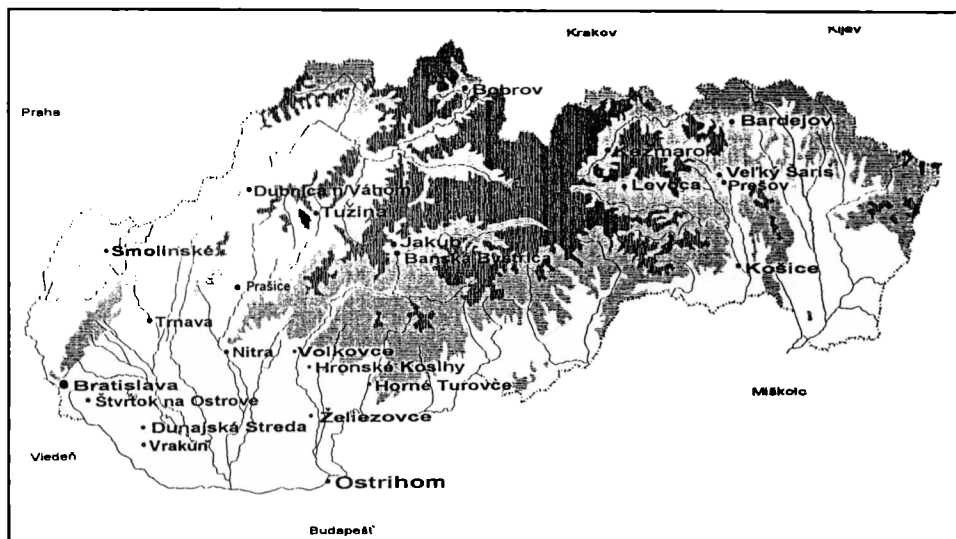 Krakov
Kijev
Praha
Bobrov
Bardejov
Kežmarok
Veľký Šariš
Levoča
Prešov
Dubnica n/Váhom
Tužina
Jakub
Banská Bystrica
Smolinské
Košice
Prašice
Trnava
Nitra
Volkovce
Hronské Kosihy
Bratislava
Horné Turovce
Miškolc
Štvrtok na Ostrove
Želiezovce
Dunajská Streda
Vrakúň
Viedeň
Ostrihom
Budapešť